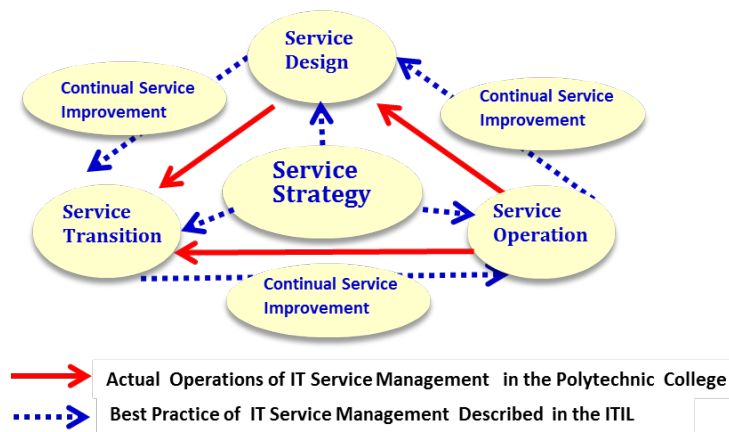 Service
Design
Continual Service
Improvement
Continual Service
Improvement
Service
Strategy
Service
Transition
Service
Operation
Continual Service
Improvement
Actual Operations of IT Service Management in the Polytechnic College
Best Practice of IT Service Management Described in the ITIL